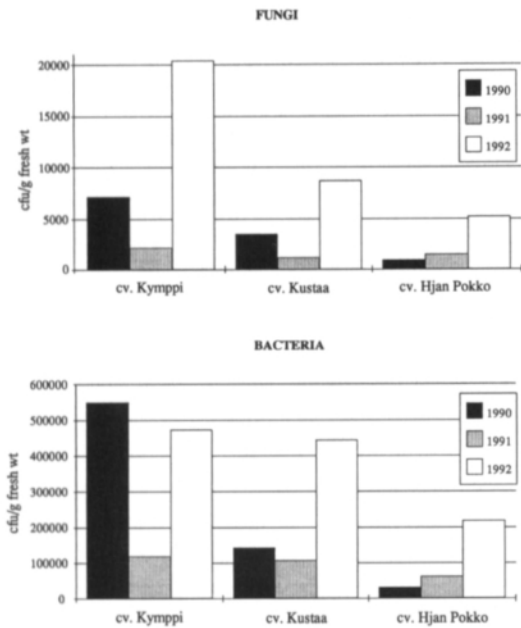 FUNGI
20000
15000
10000
5000
0
cfu/g fresh wt
1990
1991
1992
cv. Kymppi
cv. Kustaa
cv. Hjan Pokko
BACTERIA
600000
500000
400000
300000
200000
100000
0
cfu/g fresh wt
1990
1991
1992
cv. Kymppi
cv. Kustaa
cv. Hjan Pokko